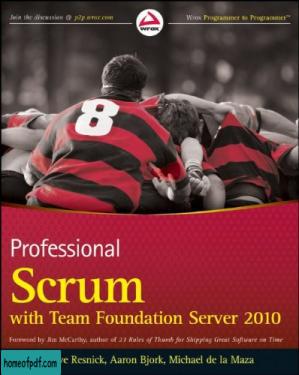 Join the discussion @ p2p.wrox.com
wrox
Wrox Programmer to Programmer™
8
Professional
Scrum
with Team Foundation Server 2010
Foreword by Jim McCarthy, author of 21 Rules of Thumb for Shipping Great Software on Time
homeofpdf.com
Resnick, Aaron Bjork, Michael de la Maza